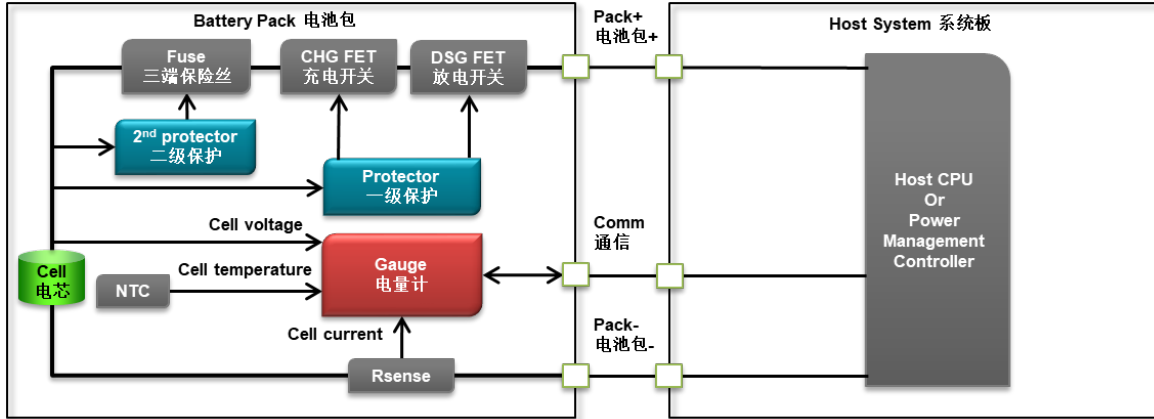 Battery Pack 电池包
Pack+
电池包+
Host System 系统板
Fuse
三端保险丝
CHG FET
充电开关
DSG FET
放电开关
2nd protector
二级保护
Protector
一级保护
Cell voltage
Comm
通信
Host CPU
Or
Power
Management
Controller
Cell
电芯
Cell temperature
NTC
Gauge
电量计
Cell current
Pack-
电池包-
Rsense